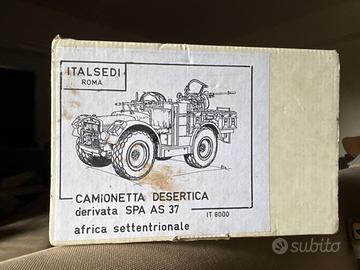 ITALSEDI
ROMA
CAMIONETTA DESERTICA
derivata SPA AS 37
IT 8000
africa settentrionale
subito